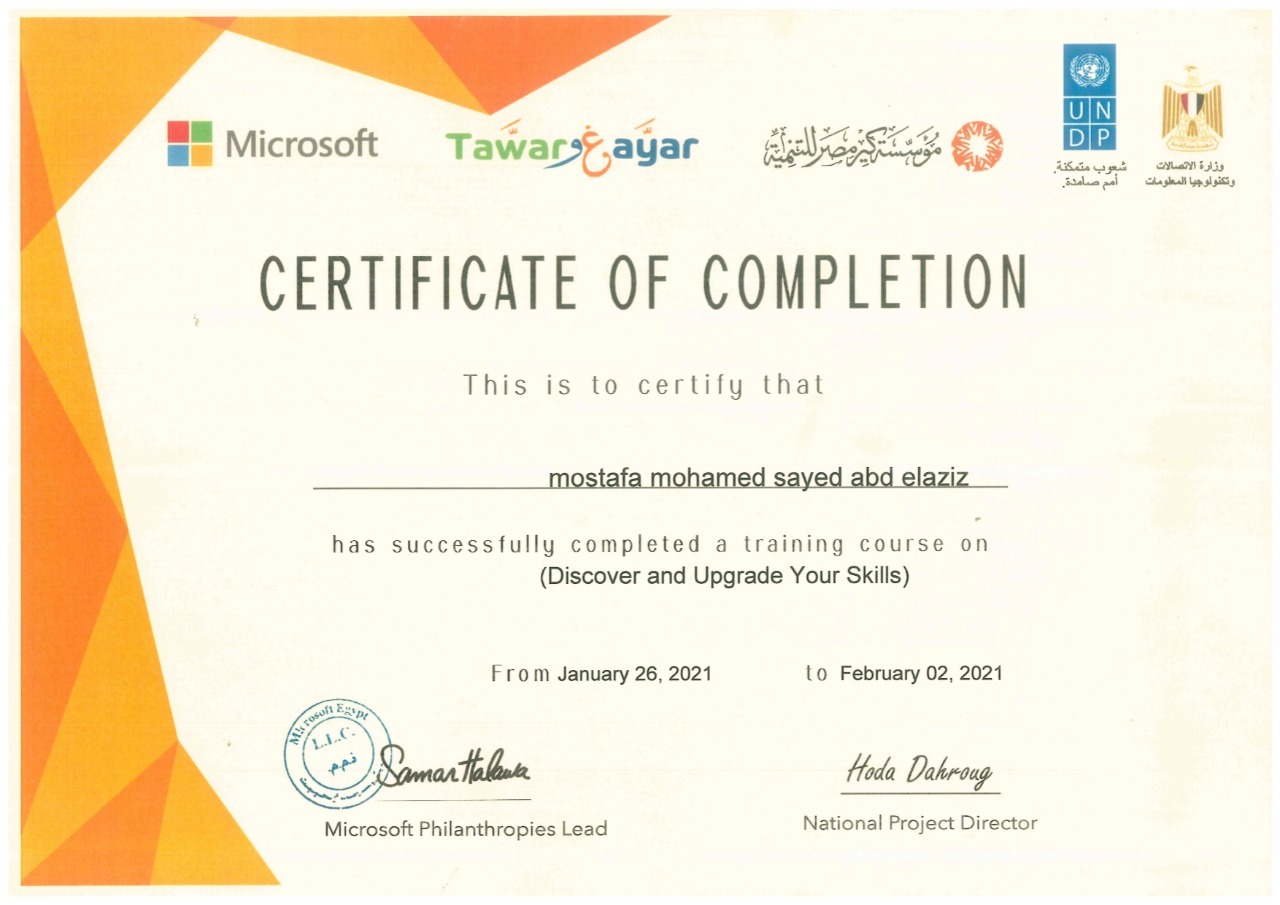 Microsoft
Tawar وغ ayar
مؤسسة كير مصر للتنمية
UN
DP
شعوب متمكنة.
أمم صامدة.
وزارة الاتصالات
وتكنولوجيا المعلومات
CERTIFICATE OF COMPLETION
This is to certify that
mostafa mohamed sayed abd elaziz
has successfully completed a training course on
(Discover and Upgrade Your Skills)
From January 26, 2021 to February 02, 2021
Microsoft Egypt
L.L.C.
ذ.م.م.
Samar Halawa
Microsoft Philanthropies Lead
Hoda Dahroug
National Project Director